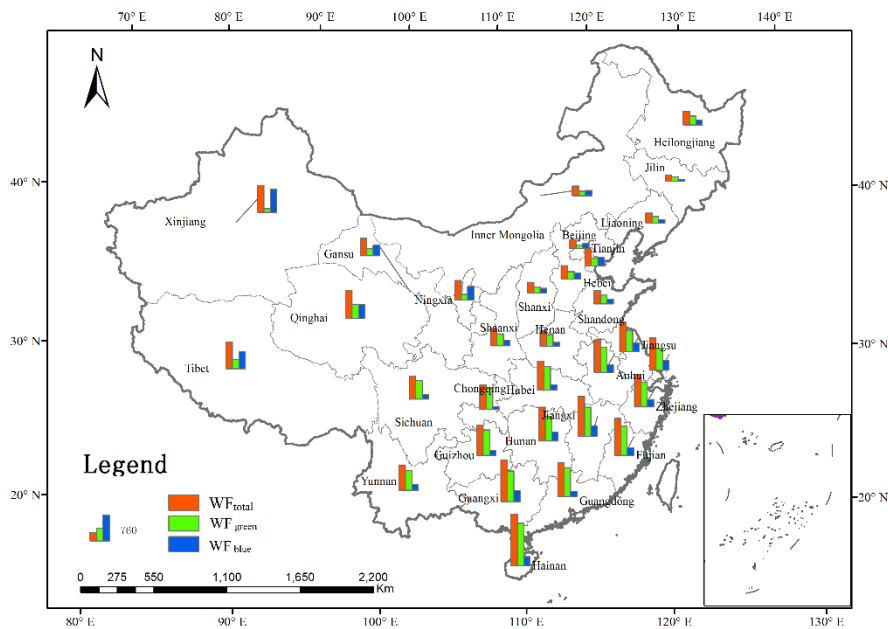 70° E 80° E 90° E 100° E 110° E 120° E 130° E 140° E
N
Heilongjiang
Jilin
40° N 40° N
Xinjiang
Liaoning
Inner Mongolia Beijing
Tianjin
Gansu
Hebei
Ningxia
Shanxi
Qinghai
Shandong
Shaanxi Henan
30° N 30° N
Jiangsu
Tibet
Anhui
Chongqing Hubei
Zhejiang
Sichuan
Jiangxi
Hunan
Guizhou Fujian
Legend
Yunnan
20° N 20° N
Guangxi Guangdong
WFtotal
WFgreen
760
WFblue
Hainan
0 275 550 1,100 1,650 2,200
Km
80° E 90° E 100° E 110° E 120° E 130° E